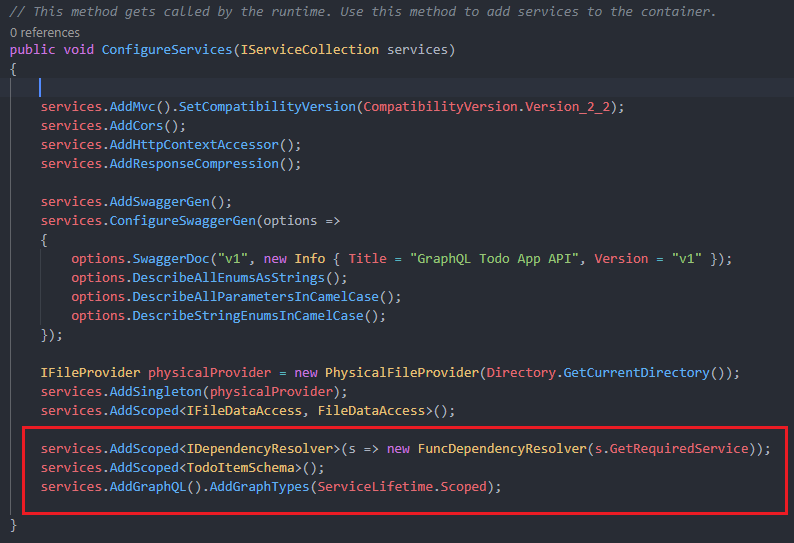 // This method gets called by the runtime. Use this method to add services to the container.
0 references
public void ConfigureServices(IServiceCollection services)
{
services.AddMvc().SetCompatibilityVersion(CompatibilityVersion.Version_2_2);
services.AddCors();
services.AddHttpContextAccessor();
services.AddResponseCompression();
services.AddSwaggerGen();
services.ConfigureSwaggerGen(options =>
{
options.SwaggerDoc("v1", new Info { Title = "GraphQL Todo App API", Version = "v1" });
options.DescribeAllEnumsAsStrings();
options.DescribeAllParametersInCamelCase();
options.DescribeStringEnumsInCamelCase();
});
IFileProvider physicalProvider = new PhysicalFileProvider(Directory.GetCurrentDirectory());
services.AddSingleton(physicalProvider);
services.AddScoped<IFileDataAccess, FileDataAccess>();
services.AddScoped<IDependencyResolver>(s => new FuncDependencyResolver(s.GetRequiredService));
services.AddScoped<TodoItemSchema>();
services.AddGraphQL().AddGraphTypes(ServiceLifetime.Scoped);
}